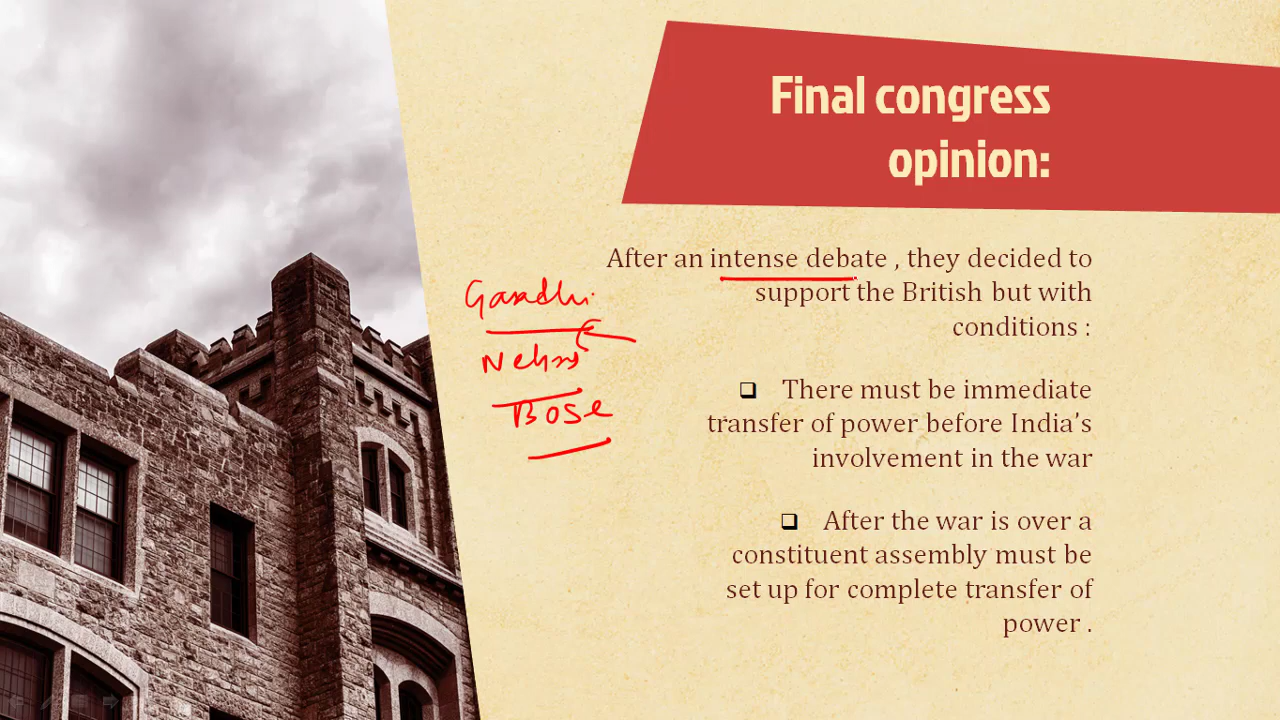 Final congress
opinion:
After an intense debate , they decided to
support the British but with
conditions :
Gandhi
Nehru
Bose
❑ There must be immediate
transfer of power before India’s
involvement in the war
❑ After the war is over a
constituent assembly must be
set up for complete transfer of
power .